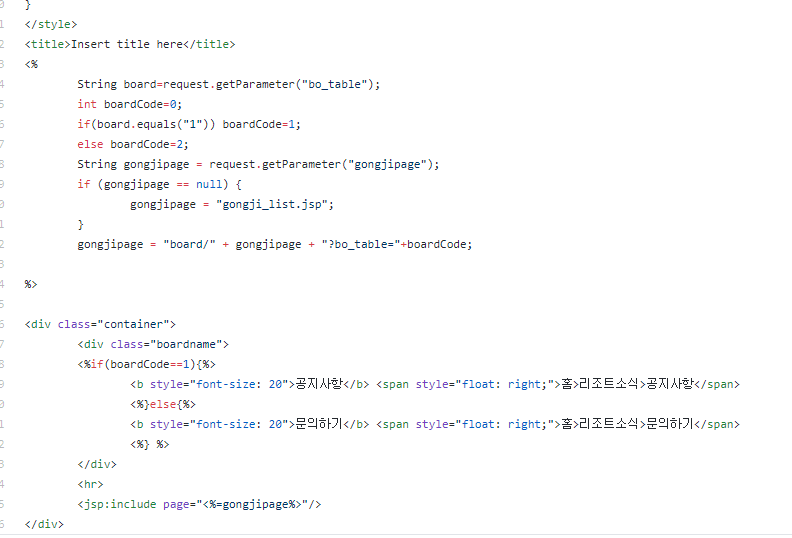 }
</style>
<title>Insert title here</title>
<%
String board=request.getParameter("bo_table");
int boardCode=0;
if(board.equals("1")) boardCode=1;
else boardCode=2;
String gongjipage = request.getParameter("gongjipage");
if (gongjipage == null) {
gongjipage = "gongji_list.jsp";
}
gongjipage = "board/" + gongjipage + "?bo_table="+boardCode;
%>
<div class="container">
<div class="boardname">
<%if(boardCode==1){%>
<b style="font-size: 20">공지사항</b> <span style="float: right;">홈>리조트소식>공지사항</span>
<%}else{%>
<b style="font-size: 20">문의하기</b> <span style="float: right;">홈>리조트소식>문의하기</span>
<%} %>
</div>
<hr>
<jsp:include page="<%=gongjipage%>"/>
</div>